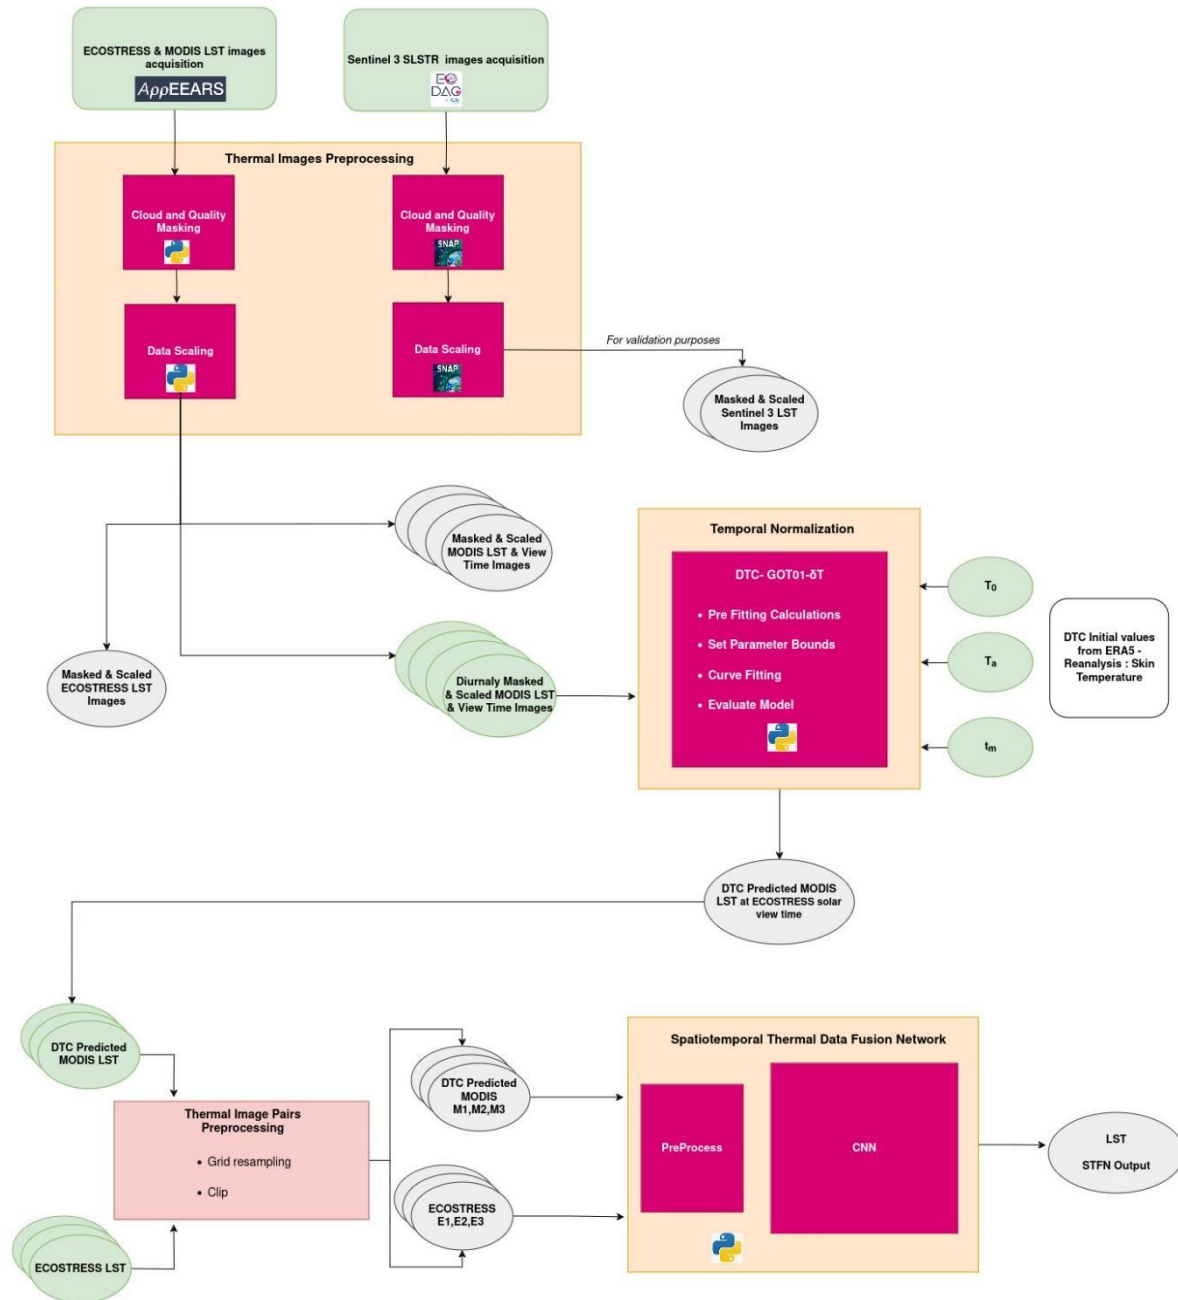 ECOSTRESS & MODIS LST images
acquisition
AppEEARS
Sentinel 3 SLSTR images acquisition
EO
DAG
by CS
Thermal Images Preprocessing
Cloud and Quality
Masking
Cloud and Quality
Masking
SNAP
Data Scaling
Data Scaling
SNAP
For validation purposes
Masked & Scaled
Sentinel 3 LST
Images
Masked & Scaled
MODIS LST & View
Time Images
Masked & Scaled
ECOSTRESS LST
Images
Diurnaly Masked
& Scaled MODIS LST
& View Time Images
Temporal Normalization
DTC- GOT01-δT
• Pre Fitting Calculations
• Set Parameter Bounds
• Curve Fitting
• Evaluate Model
T0
Ta
tm
DTC Initial values
from ERA5 -
Reanalysis : Skin
Temperature
DTC Predicted MODIS
LST at ECOSTRESS solar
view time
DTC Predicted
MODIS LST
Thermal Image Pairs
Preprocessing
• Grid resampling
• Clip
ECOSTRESS LST
DTC Predicted
MODIS
M1,M2,M3
ECOSTRESS
E1,E2,E3
Spatiotemporal Thermal Data Fusion Network
PreProcess
CNN
LST
STFN Output